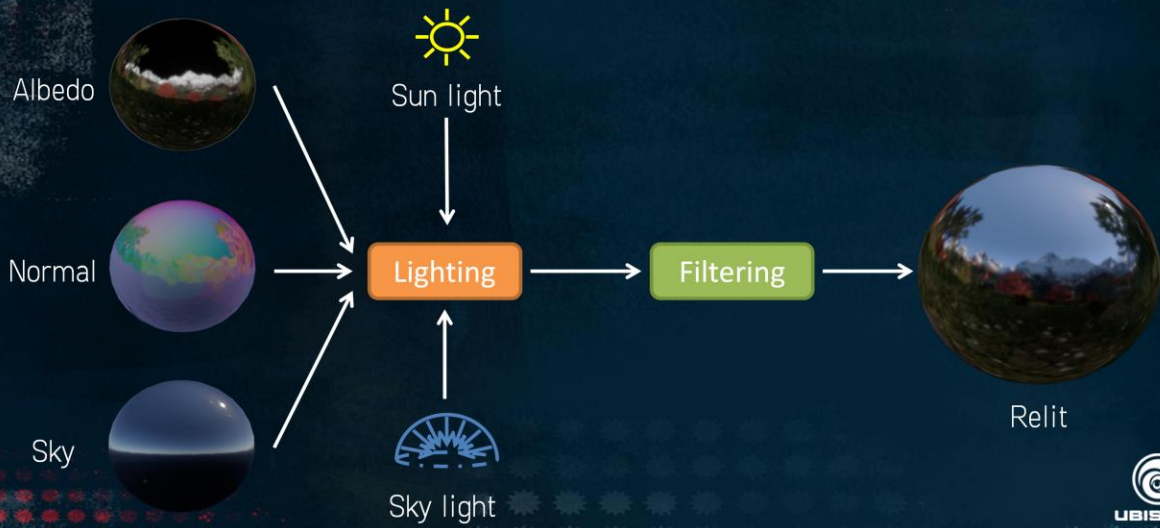 Albedo
Sun light
Normal
Lighting
Filtering
Sky
Sky light
Relit